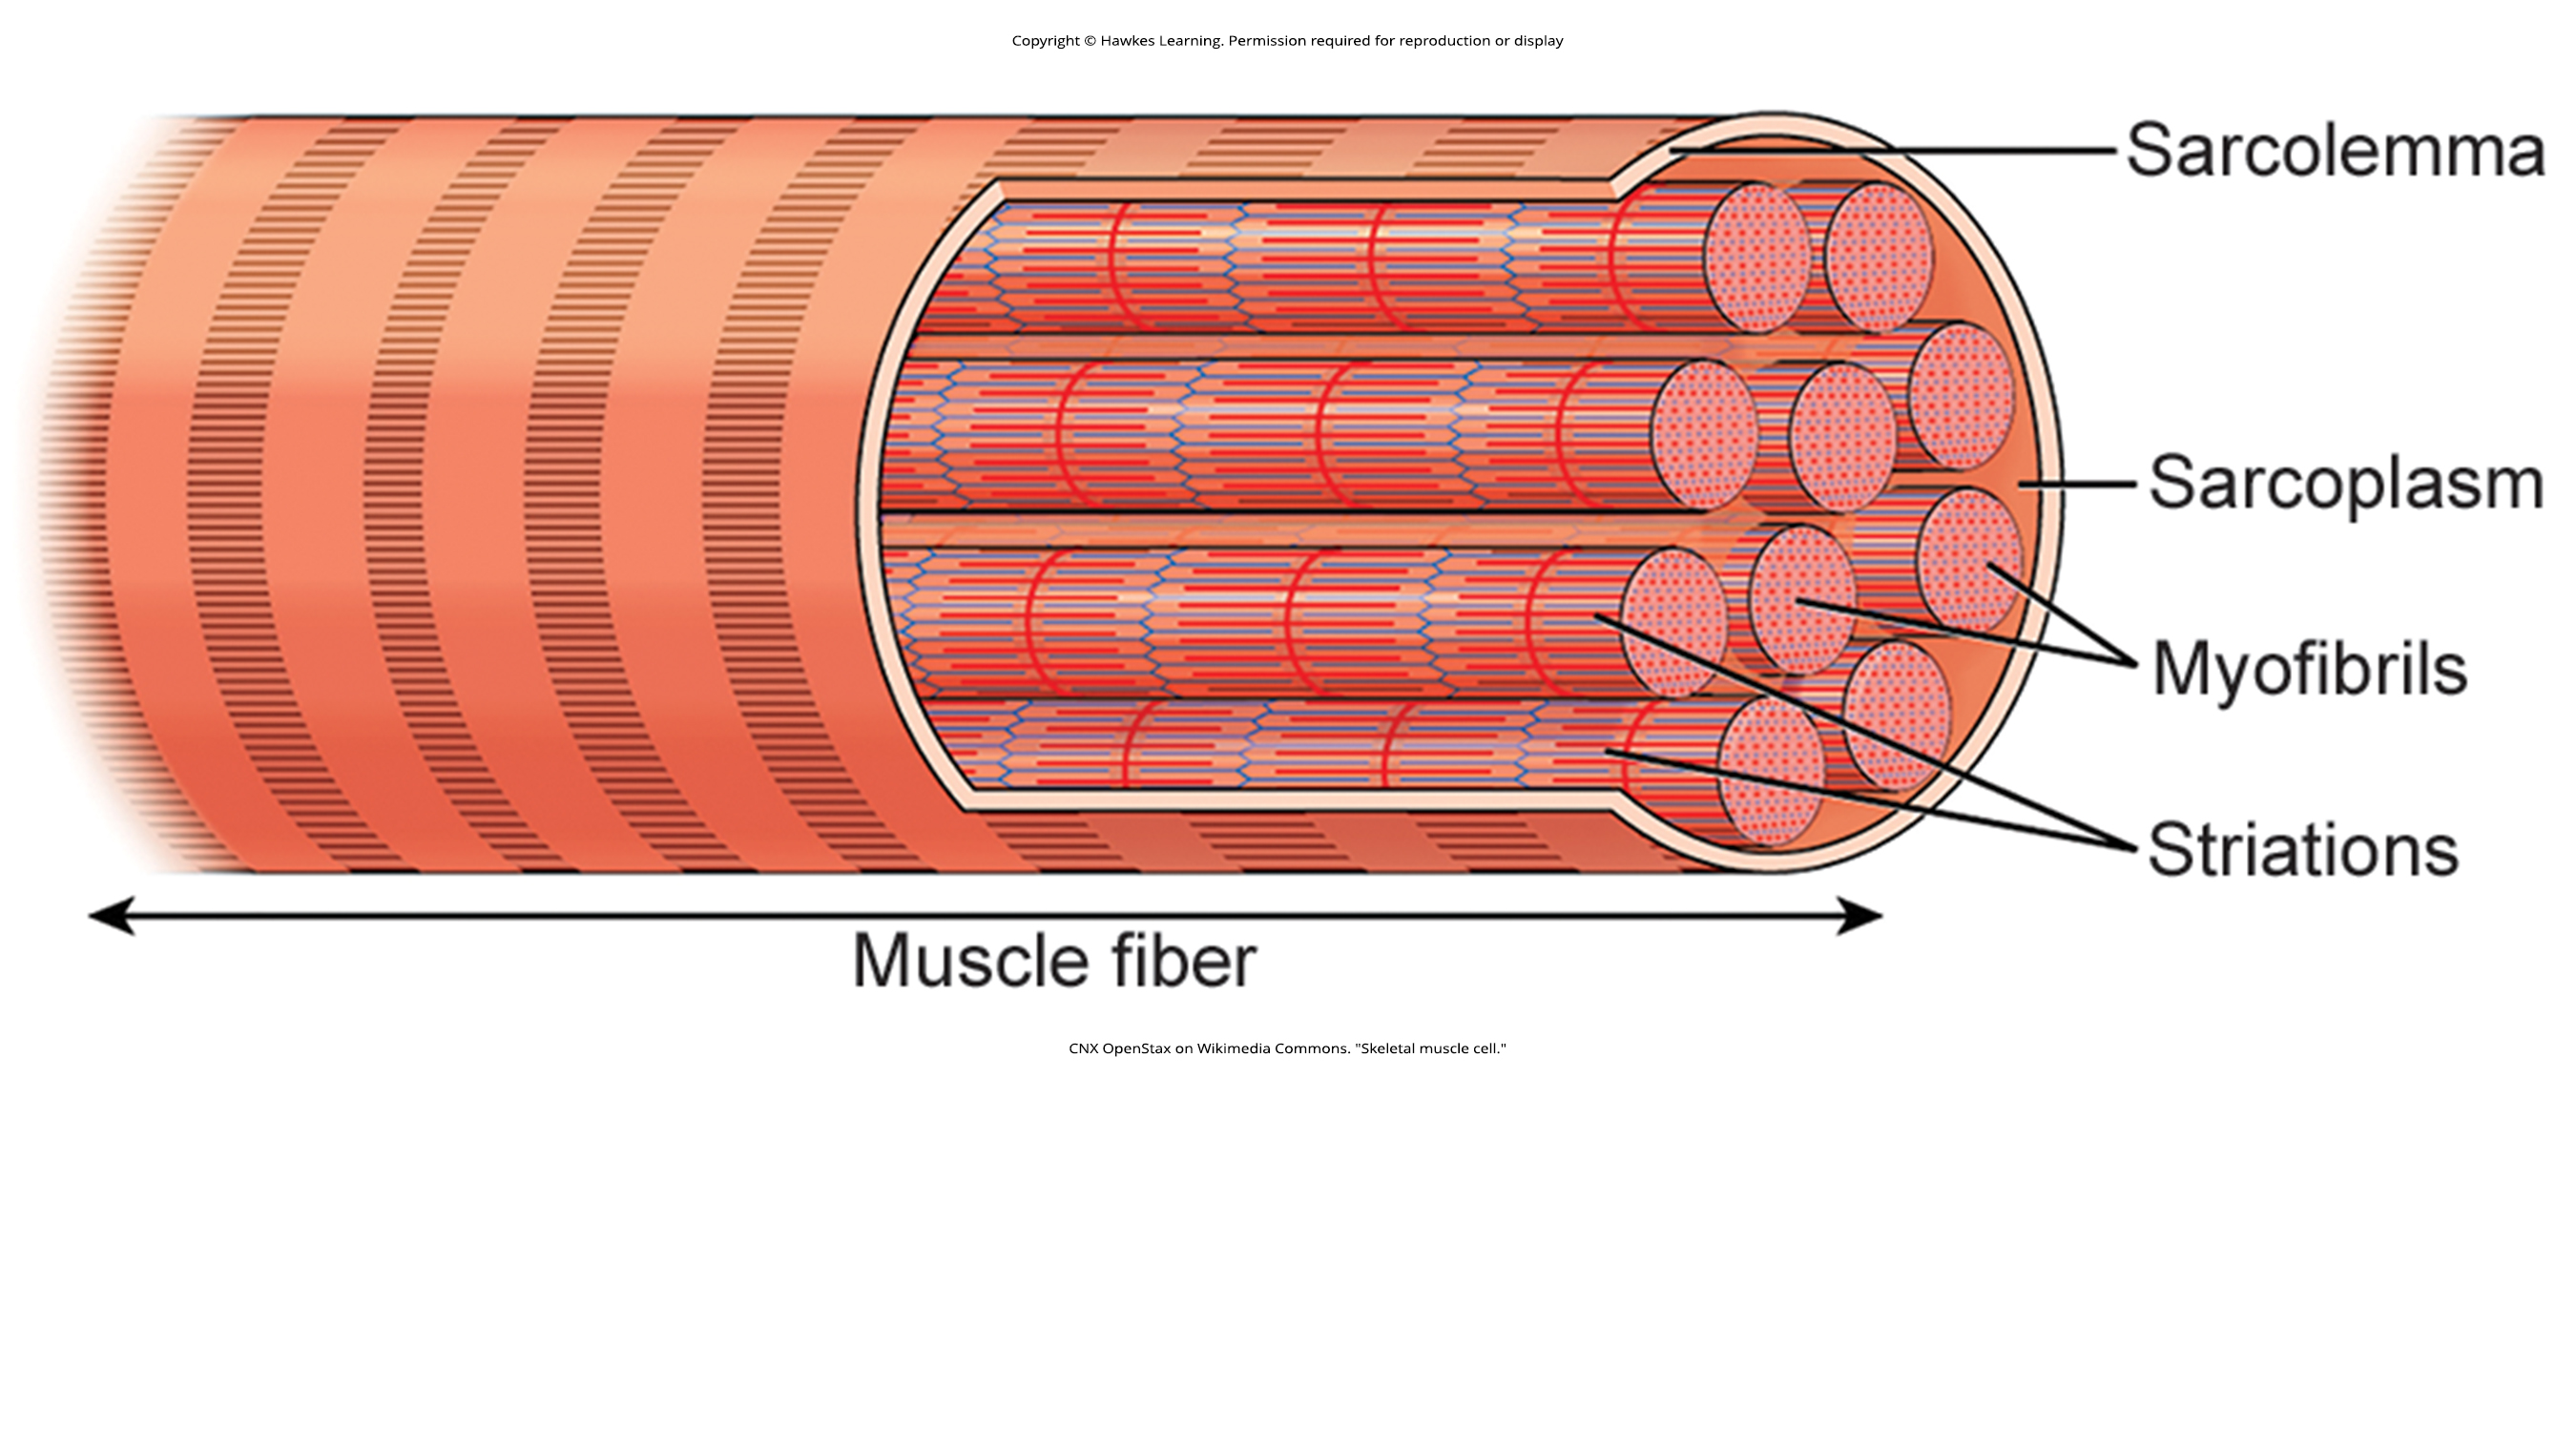 Copyright © Hawkes Learning. Permission required for reproduction or display
Sarcolemma
Sarcoplasm
Myofibrils
Striations
Muscle fiber
CNX OpenStax on Wikimedia Commons. "Skeletal muscle cell."